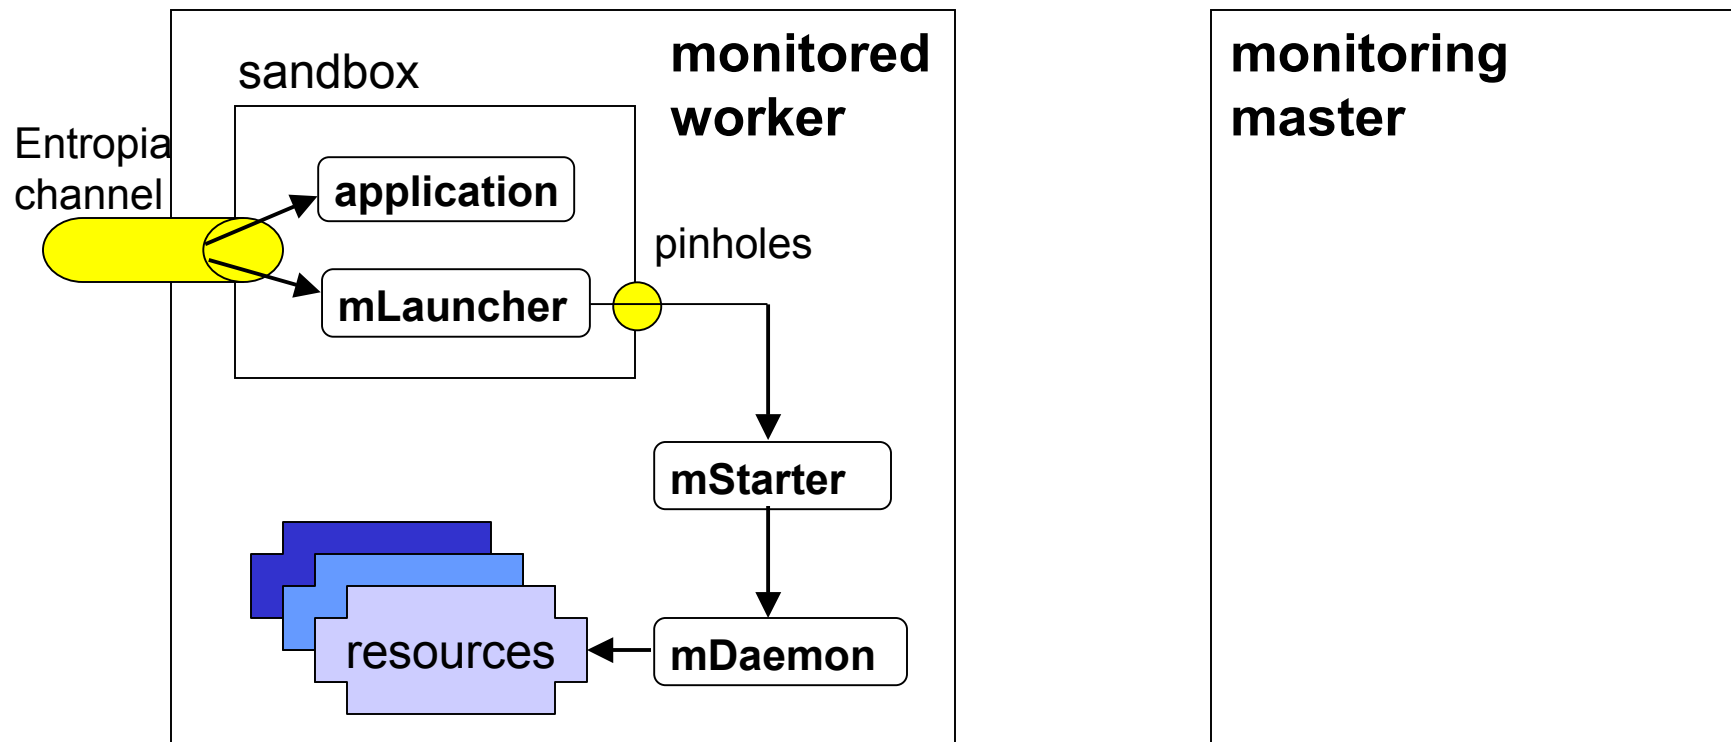 monitored
worker
monitoring
master
sandbox
Entropia
channel
application
pinholes
mLauncher
mStarter
resources
mDaemon